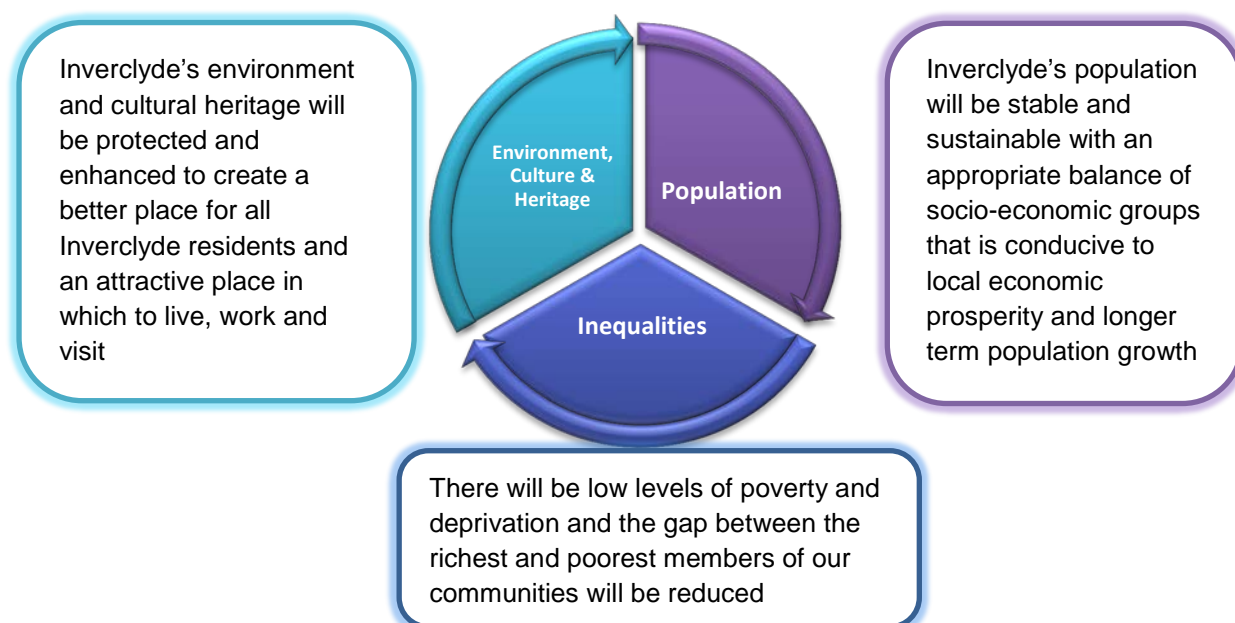 Inverclyde’s environment
and cultural heritage will
be protected and
enhanced to create a
better place for all
Inverclyde residents and
an attractive place in
which to live, work and
visit
Environment,
Culture &
Heritage
Population
Inequalities
Inverclyde’s population
will be stable and
sustainable with an
appropriate balance of
socio-economic groups
that is conducive to
local economic
prosperity and longer
term population growth
There will be low levels of poverty and
deprivation and the gap between the
richest and poorest members of our
communities will be reduced